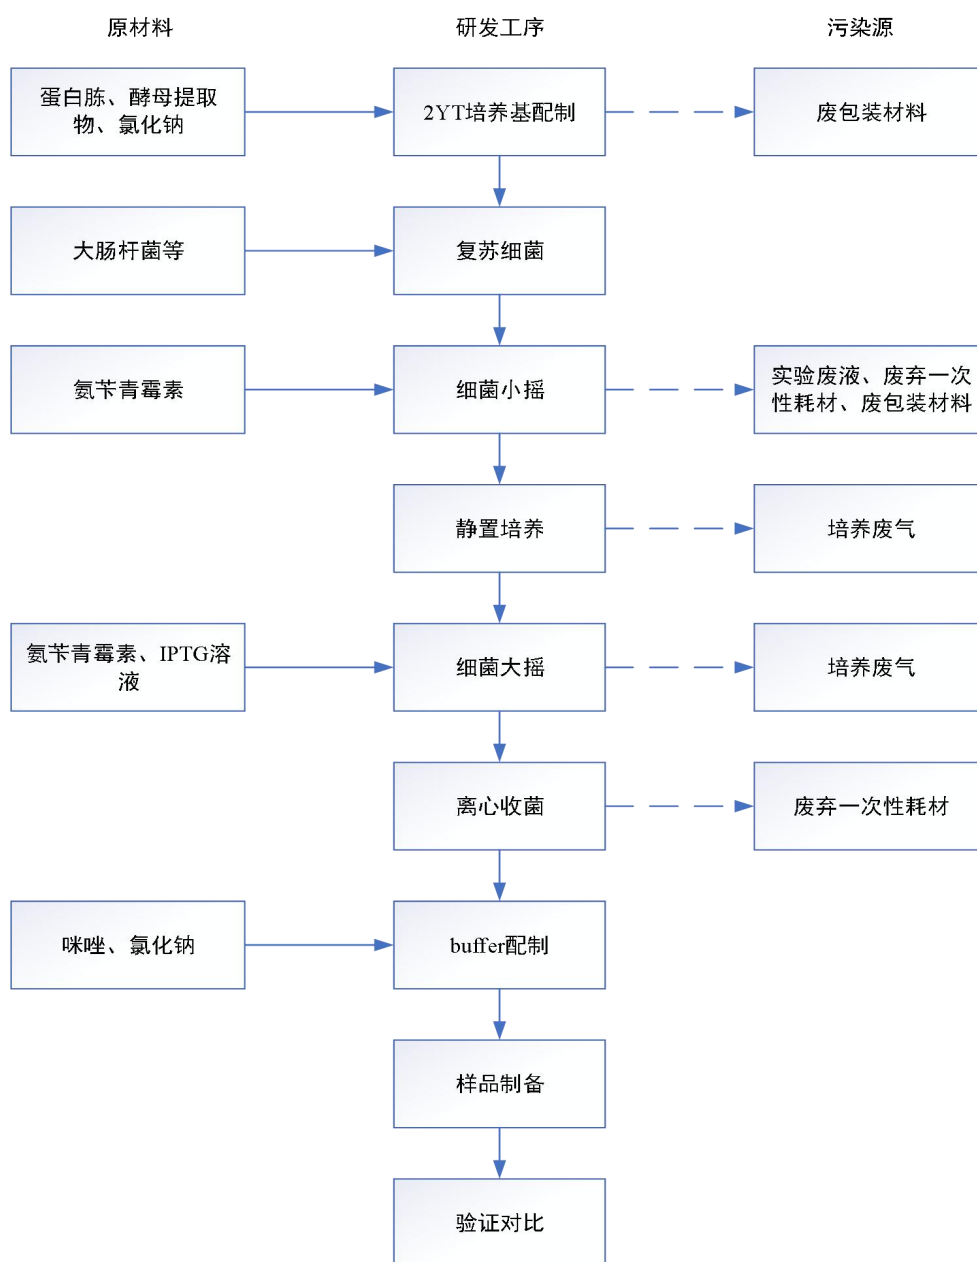 原材料
研发工序
污染源
蛋白胨、酵母提取
物、氯化钠
2YT培养基配制
废包装材料
大肠杆菌等
复苏细菌
氨苄青霉素
细菌小摇
实验废液、废弃一次
性耗材、废包装材料
静置培养
培养废气
氨苄青霉素、IPTG溶
液
细菌大摇
培养废气
离心收菌
废弃一次性耗材
咪唑、氯化钠
buffer配制
样品制备
验证对比